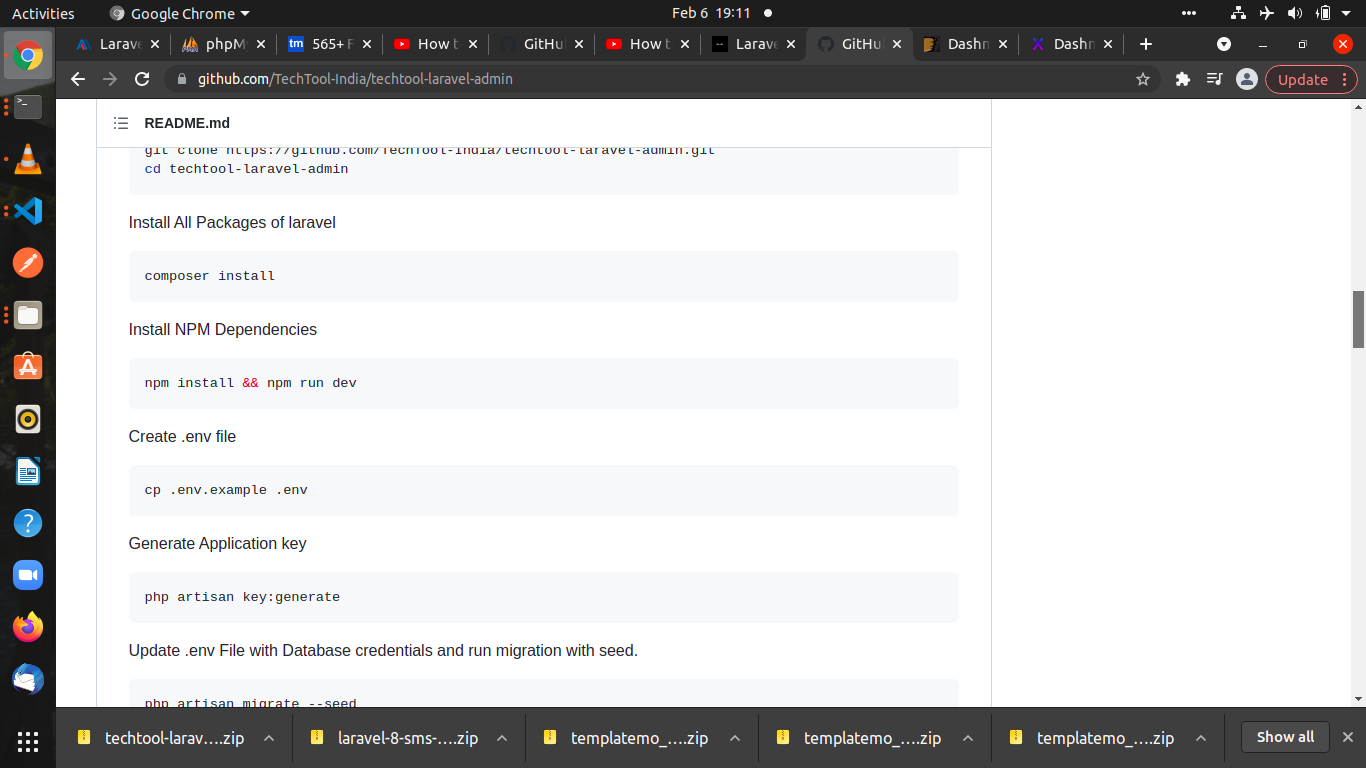 Activities
Google Chrome
Feb 6 19:11
Larave
phpMy
tm 565+ F
How t
GitHu
How t
Larave
GitHu
Dashm
Dashm
github.com/TechTool-India/techtool-laravel-admin
Update
README.md
git clone https://github.com/TechTool-India/techtool-laravel-admin.git
cd techtool-laravel-admin
Install All Packages of laravel
composer install
Install NPM Dependencies
npm install && npm run dev
Create .env file
cp .env.example .env
Generate Application key
php artisan key:generate
Update .env File with Database credentials and run migration with seed.
php artisan migrate --seed
techtool-larav....zip
laravel-8-sms-....zip
templatemo_....zip
templatemo_....zip
templatemo_....zip
Show all